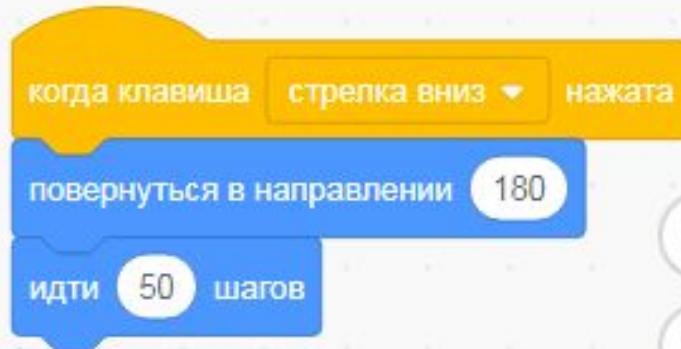 когда клавиша стрелка вниз нажата
повернуться в направлении 180
идти 50 шагов